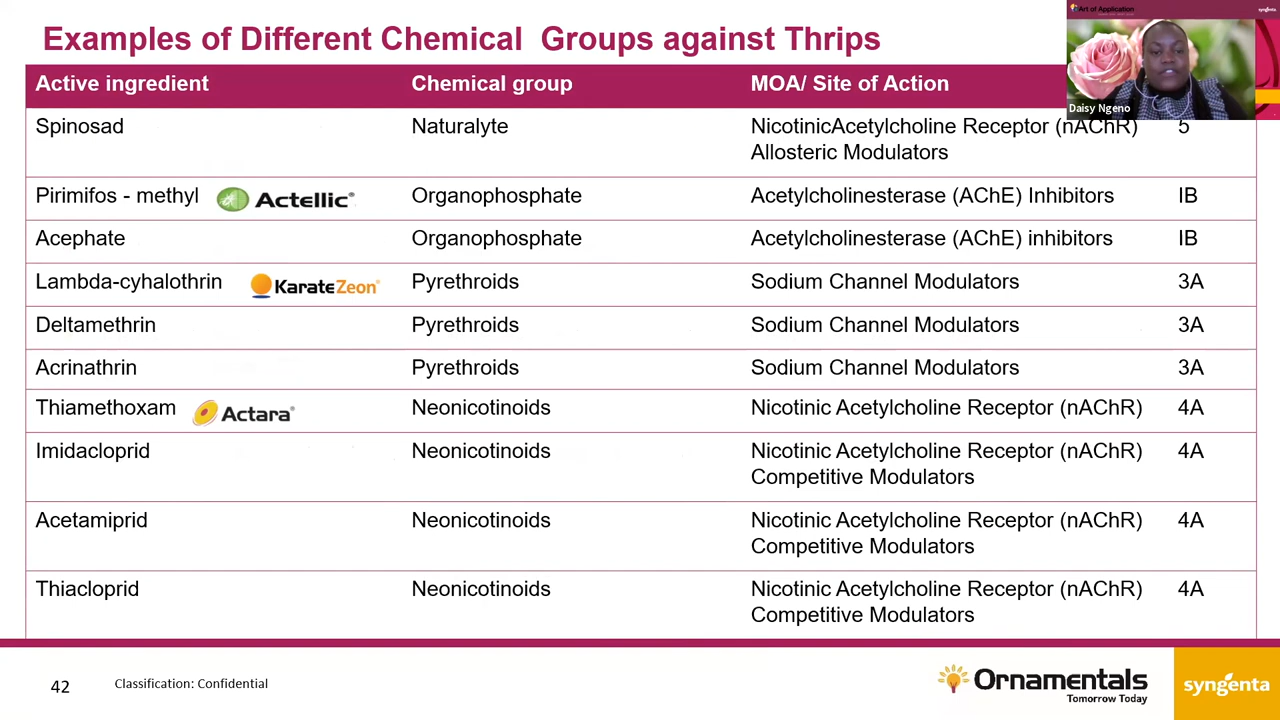 Examples of Different Chemical Groups against Thrips
Art of Application
syngenta
Daisy Ngeno
Active ingredient Chemical group MOA/ Site of Action
Spinosad Naturalyte NicotinicAcetylcholine Receptor (nAChR) 5
Allosteric Modulators
Pirimifos - methyl Actellic® Organophosphate Acetylcholinesterase (AChE) Inhibitors IB
Acephate Organophosphate Acetylcholinesterase (AChE) inhibitors IB
Lambda-cyhalothrin KarateZeon® Pyrethroids Sodium Channel Modulators 3A
Deltamethrin Pyrethroids Sodium Channel Modulators 3A
Acrinathrin Pyrethroids Sodium Channel Modulators 3A
Thiamethoxam Actara® Neonicotinoids Nicotinic Acetylcholine Receptor (nAChR) 4A
Imidacloprid Neonicotinoids Nicotinic Acetylcholine Receptor (nAChR) 4A
Competitive Modulators
Acetamiprid Neonicotinoids Nicotinic Acetylcholine Receptor (nAChR) 4A
Competitive Modulators
Thiacloprid Neonicotinoids Nicotinic Acetylcholine Receptor (nAChR) 4A
Competitive Modulators
42 Classification: Confidential
Ornamentals
Tomorrow Today
syngenta